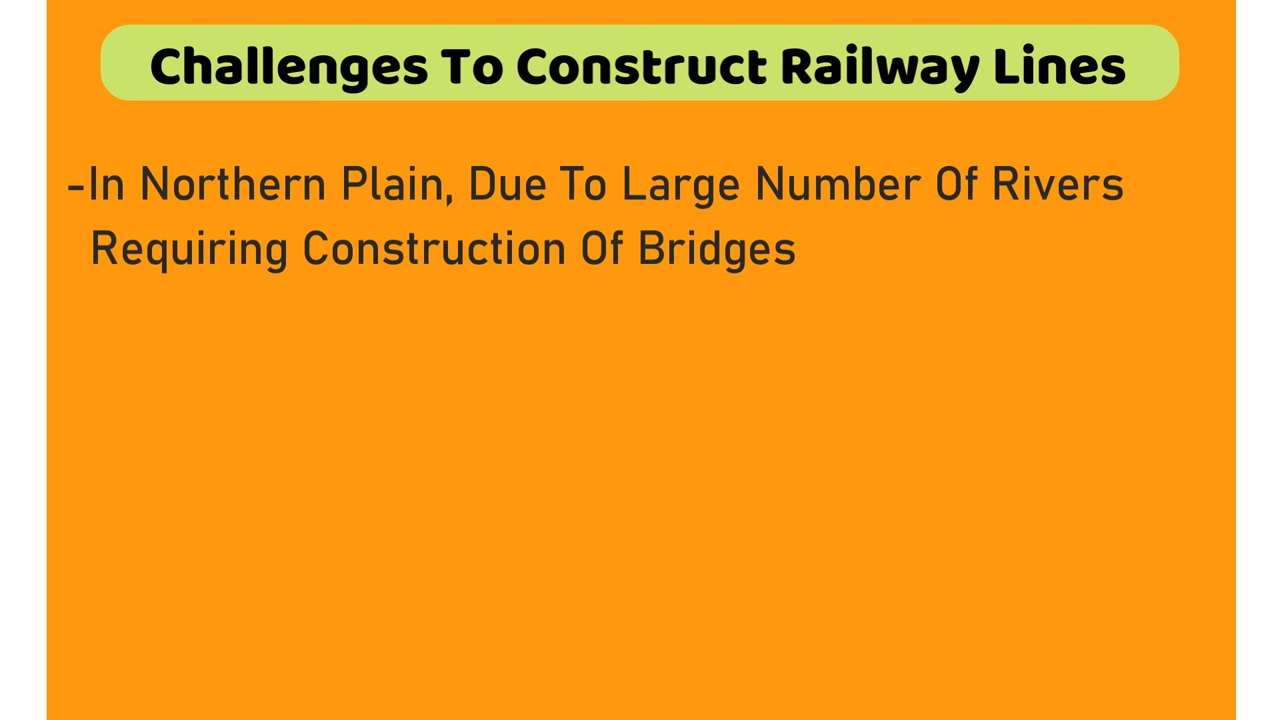 Challenges To Construct Railway Lines
-In Northern Plain, Due To Large Number Of Rivers
Requiring Construction Of Bridges